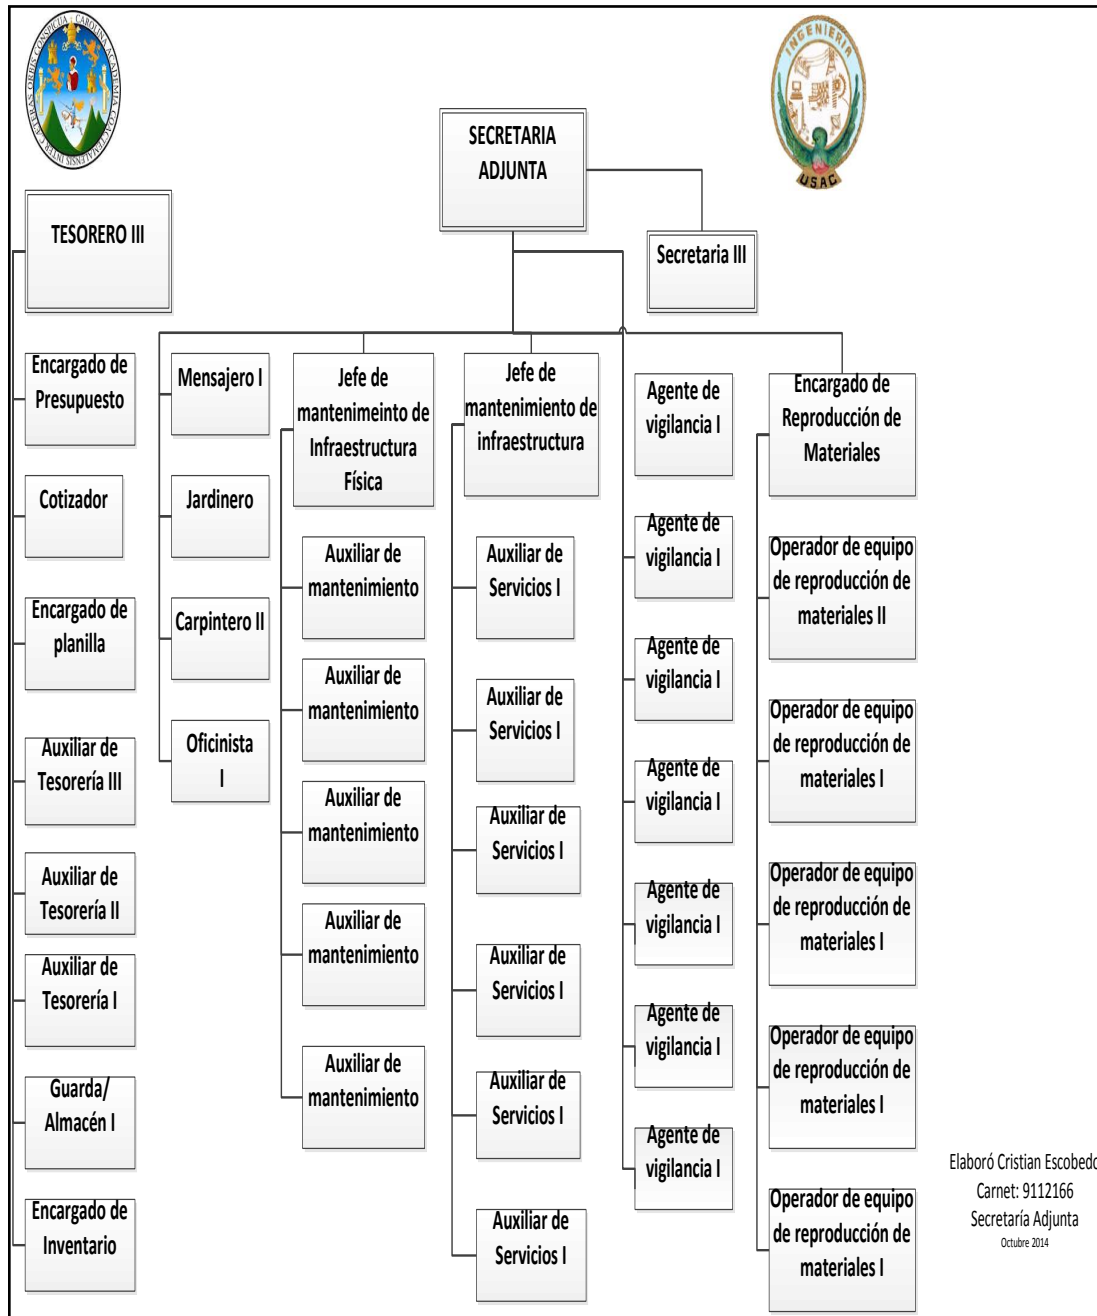 CAROLINA ACADEMIA COACTEMALENSIS INTER CÆTERAS ORBIS CONSPICUA
INGENIERIA
USAC
SECRETARIA
ADJUNTA
TESORERO III
Secretaria III
Encargado de
Presupuesto
Cotizador
Encargado de
planilla
Auxiliar de
Tesorería III
Auxiliar de
Tesorería II
Auxiliar de
Tesorería I
Guarda/
Almacén I
Encargado de
Inventario
Mensajero I
Jardinero
Carpintero II
Oficinista
I
Jefe de
mantenimeinto de
Infraestructura
Física
Auxiliar de
mantenimiento
Auxiliar de
mantenimiento
Auxiliar de
mantenimiento
Auxiliar de
mantenimiento
Auxiliar de
mantenimiento
Jefe de
mantenimiento de
infraestructura
Auxiliar de
Servicios I
Auxiliar de
Servicios I
Auxiliar de
Servicios I
Auxiliar de
Servicios I
Auxiliar de
Servicios I
Auxiliar de
Servicios I
Agente de
vigilancia I
Agente de
vigilancia I
Agente de
vigilancia I
Agente de
vigilancia I
Agente de
vigilancia I
Agente de
vigilancia I
Agente de
vigilancia I
Encargado de
Reproducción de
Materiales
Operador de equipo
de reproducción de
materiales II
Operador de equipo
de reproducción de
materiales I
Operador de equipo
de reproducción de
materiales I
Operador de equipo
de reproducción de
materiales I
Operador de equipo
de reproducción de
materiales I
Elaboró Cristian Escobedo
Carnet: 9112166
Secretaría Adjunta
Octubre 2014